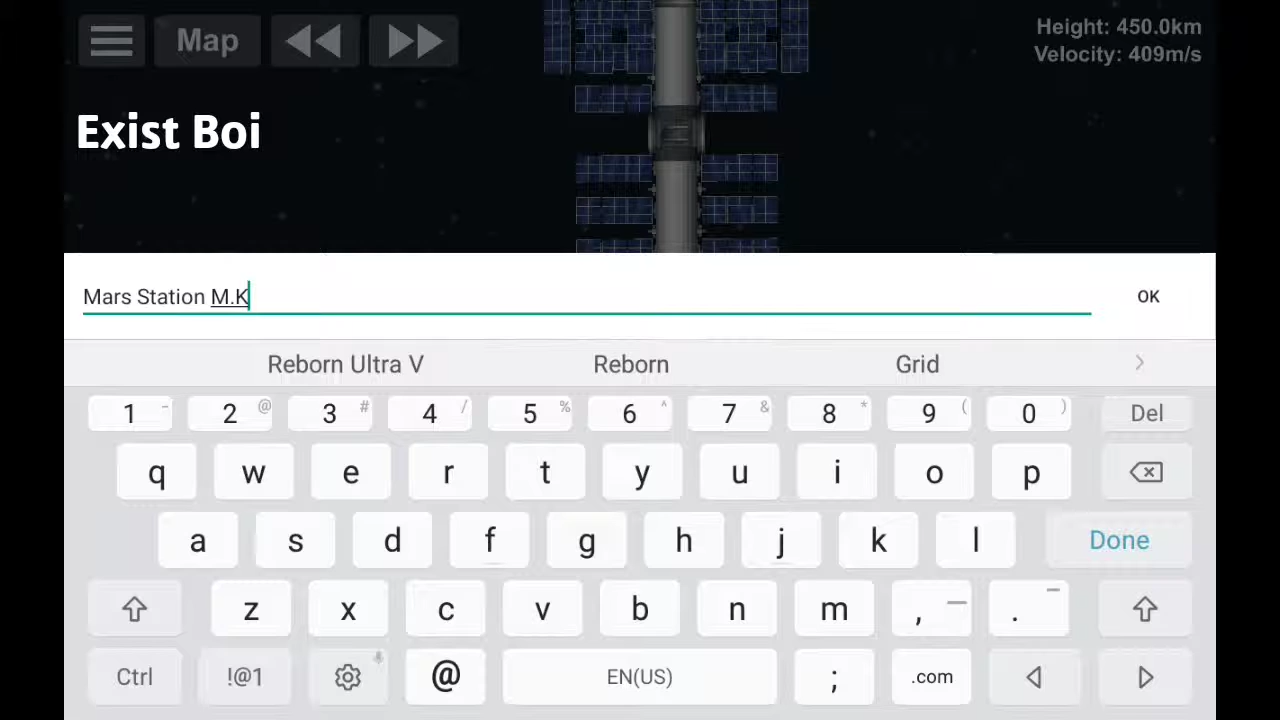 Map
Height: 450.0km
Velocity: 409m/s
Exist Boi
Mars Station M.K
OK
Reborn Ultra V
Reborn
Grid
1 - 2 @ 3 # 4 / 5 % 6 ^ 7 & 8 * 9 ( 0 ) Del
q w e r t y u i o p
a s d f g h j k l Done
z x c v b n m , .
Ctrl !@1 @ EN(US) ; .com